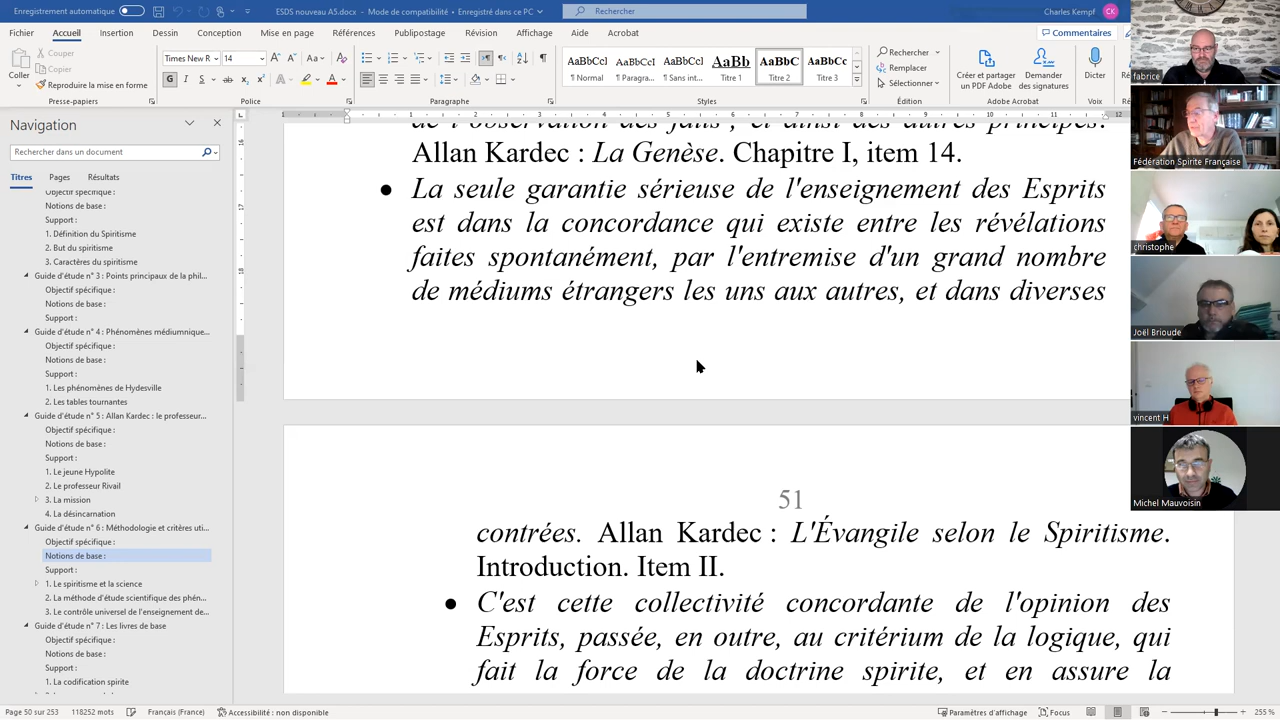 Enregistrement automatique
ESDS nouveau A5.docx • Mode de compatibilité • Enregistré dans ce PC
Rechercher
Charles Kempf CK
Fichier Accueil Insertion Dessin Conception Mise en page Références Publipostage Révision Affichage Aide Acrobat
Commentaires
Coller
Couper
Copier
Reproduire la mise en forme
Presse-papiers
Times New R 14
Police
Paragraphe
AaBbCcI AaBbCcI AaBbCcI AaBb AaBbC AaBbCc
¶ Normal ¶ Paragra... ¶ Sans int... Titre 1 Titre 2 Titre 3
Styles
Rechercher
Remplacer
Sélectionner
Édition
Créer et partager
un PDF Adobe
Demander
des signatures
Adobe Acrobat
Dicter
Voix
Navigation
Rechercher dans un document
Titres Pages Résultats
Objectif spécifique :
Notions de base :
Support :
1. Définition du Spiritisme
2. But du spiritisme
3. Caractères du spiritisme
Guide d'étude n° 3 : Points principaux de la phil...
Objectif spécifique :
Notions de base :
Support :
Guide d'étude n° 4 : Phénomènes médiumnique...
Objectif spécifique :
Notions de base :
Support :
1. Les phénomènes de Hydesville
2. Les tables tournantes
Guide d'étude n° 5 : Allan Kardec : le professeur...
Objectif spécifique :
Notions de base :
Support :
1. Le jeune Hypolite
2. Le professeur Rivail
3. La mission
4. La désincarnation
Guide d'étude n° 6 : Méthodologie et critères uti...
Objectif spécifique :
Notions de base :
Support :
1. Le spiritisme et la science
2. La méthode d'étude scientifique des phén...
3. Le contrôle universel de l'enseignement de...
Guide d'étude n° 7 : Les livres de base
Objectif spécifique :
Notions de base :
Support :
1. La codification spirite
de l'observation des faits ; et ainsi des autres principes.
Allan Kardec : La Genèse. Chapitre I, item 14.
● La seule garantie sérieuse de l'enseignement des Esprits
est dans la concordance qui existe entre les révélations
faites spontanément, par l'entremise d'un grand nombre
de médiums étrangers les uns aux autres, et dans diverses
51
contrées. Allan Kardec : L'Évangile selon le Spiritisme.
Introduction. Item II.
● C'est cette collectivité concordante de l'opinion des
Esprits, passée, en outre, au critérium de la logique, qui
fait la force de la doctrine spirite, et en assure la
fabrice
Fédération Spirite Française
christophe
Joël Brioude
vincent H
Michel Mauvoisin
Page 50 sur 253 118252 mots Français (France) Accessibilité : non disponible
Paramètres d'affichage Focus 255 %